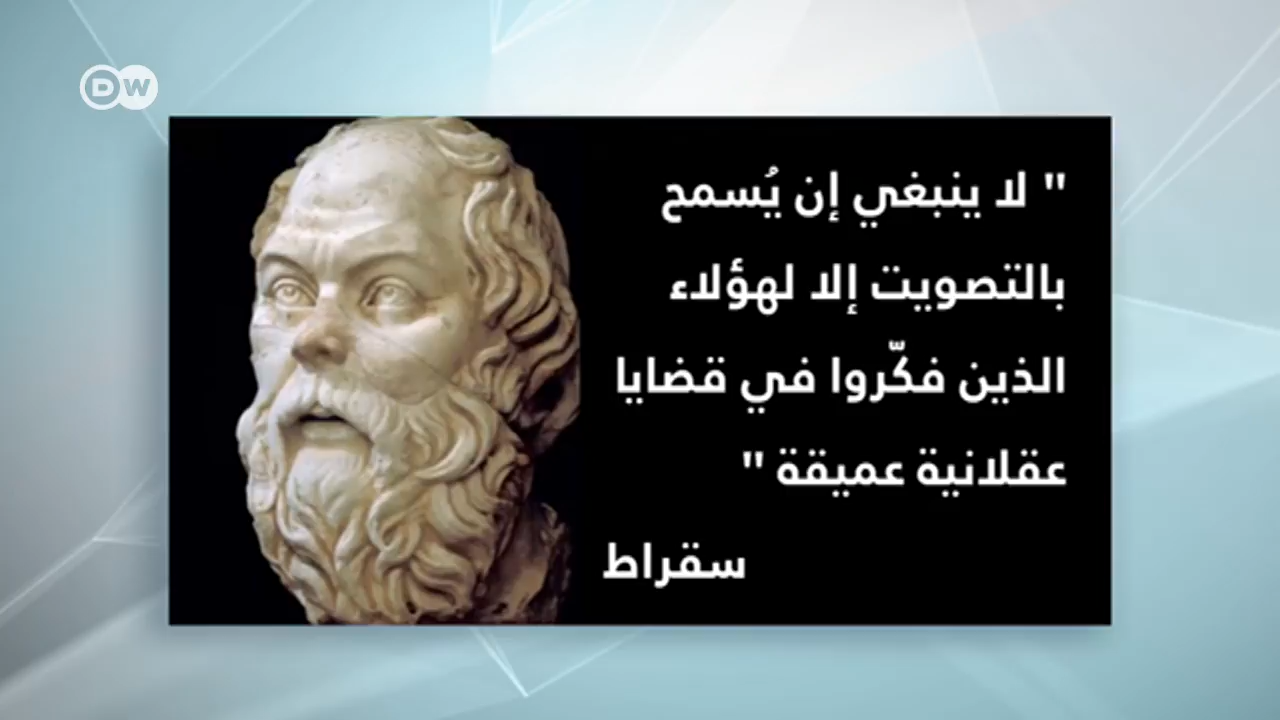 DW
" لا ينبغي إن يُسمح
بالتصويت إلا لهؤلاء
الذين فكّروا في قضايا
عقلانية عميقة "
سقراط